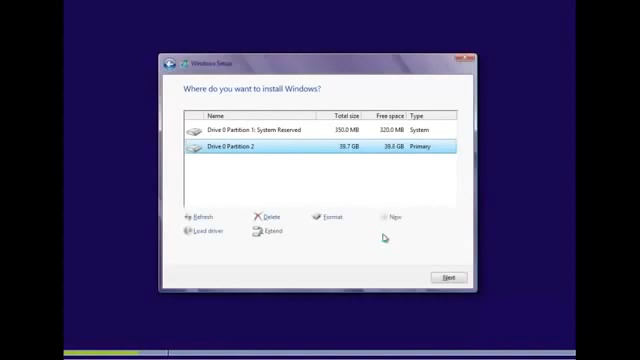 Windows Setup
Where do you want to install Windows?
Name Total size Free space Type
Drive 0 Partition 1: System Reserved 350.0 MB 320.0 MB System
Drive 0 Partition 2 39.7 GB 39.6 GB Primary
Refresh Delete Format New
Load driver Extend
Next